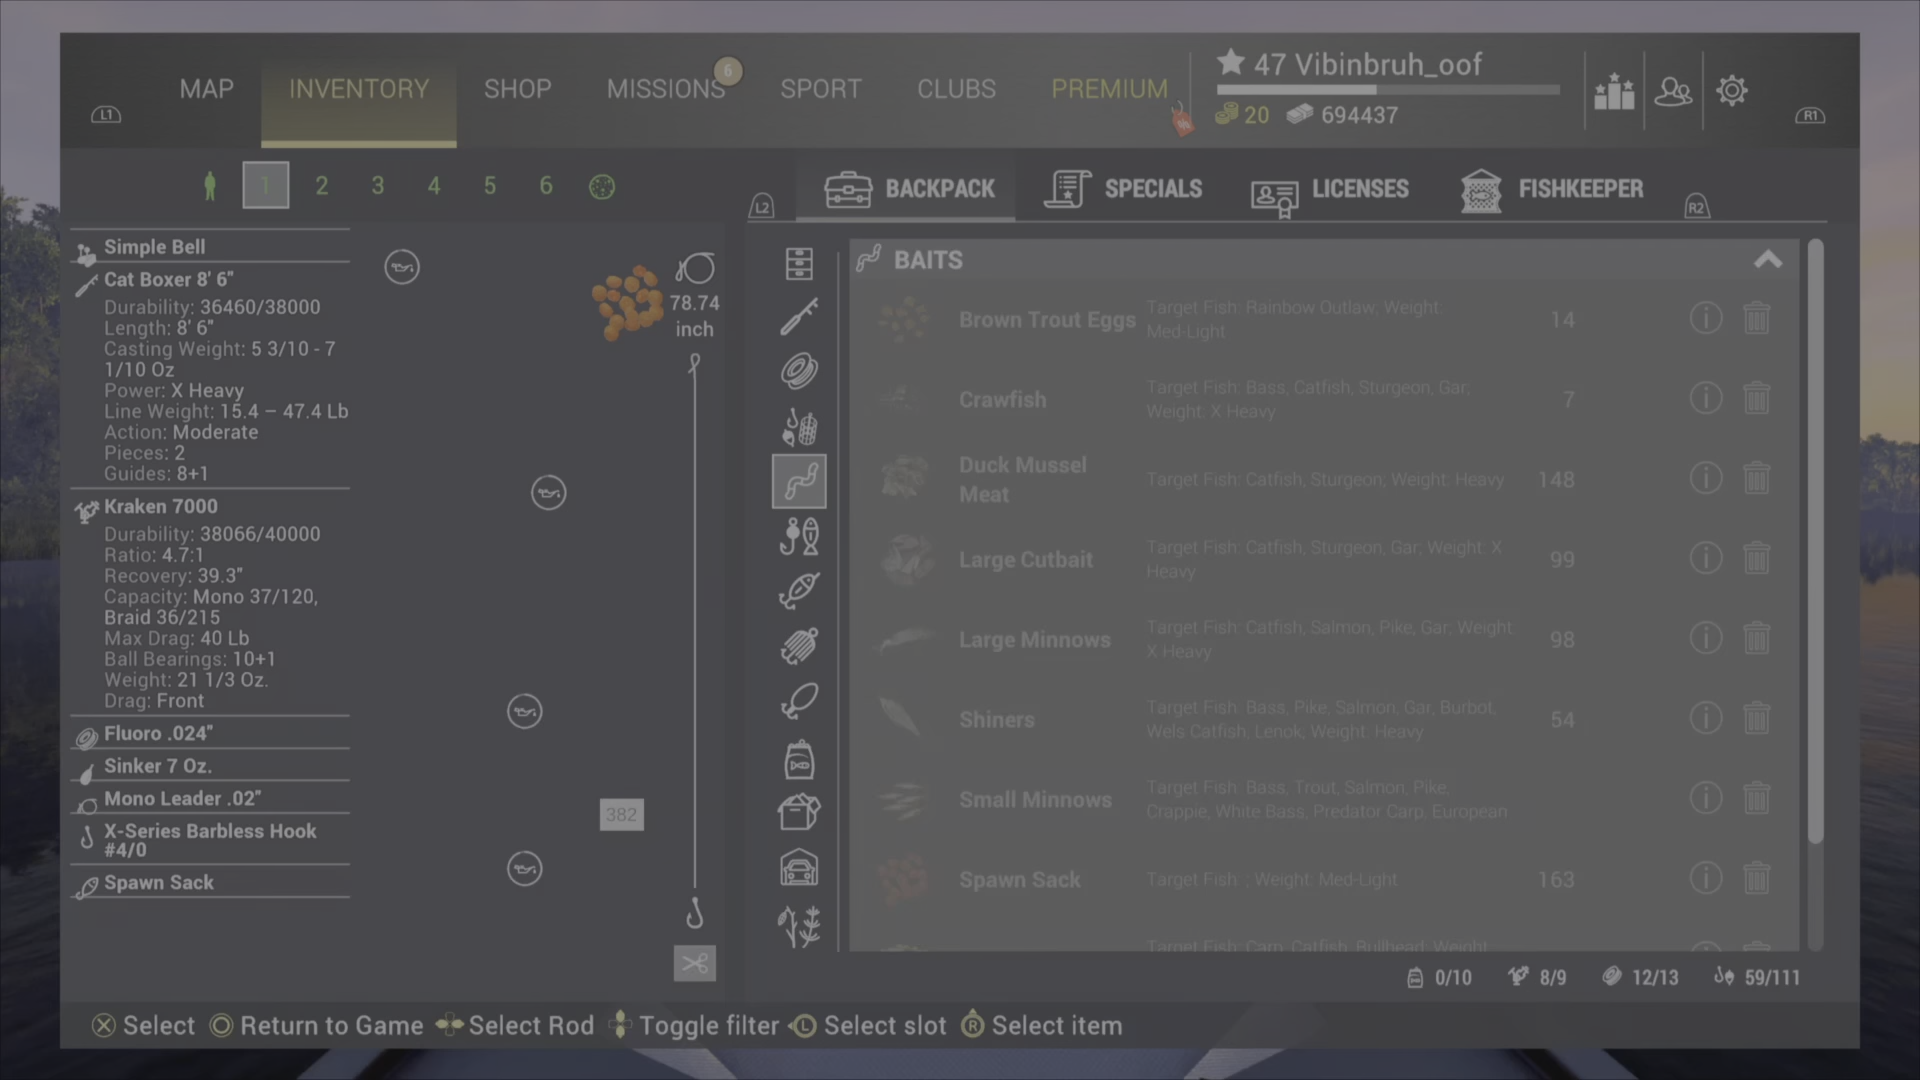 MAP
INVENTORY
SHOP
MISSIONS
6
SPORT
CLUBS
PREMIUM
47 Vibinbruh_oof
20
694437
L1
R1
1
2
3
4
5
6
L2
BACKPACK
SPECIALS
LICENSES
FISHKEEPER
R2
Simple Bell
Cat Boxer 8' 6"
Durability: 36460/38000
Length: 8' 6"
Casting Weight: 5 3/10 - 7
1/10 Oz
Power: X Heavy
Line Weight: 15.4 – 47.4 Lb
Action: Moderate
Pieces: 2
Guides: 8+1
Kraken 7000
Durability: 38066/40000
Ratio: 4.7:1
Recovery: 39.3"
Capacity: Mono 37/120,
Braid 36/215
Max Drag: 40 Lb
Ball Bearings: 10+1
Weight: 21 1/3 Oz.
Drag: Front
Fluoro .024"
Sinker 7 Oz.
Mono Leader .02"
X-Series Barbless Hook
#4/0
Spawn Sack
78.74
inch
382
BAITS
Brown Trout Eggs
Target Fish: Rainbow Outlaw; Weight:
Med-Light
14
Crawfish
Target Fish: Bass, Catfish, Sturgeon, Gar;
Weight: X Heavy
7
Duck Mussel
Meat
Target Fish: Catfish, Sturgeon; Weight: Heavy
148
Large Cutbait
Target Fish: Catfish, Sturgeon, Gar; Weight: X
Heavy
99
Large Minnows
Target Fish: Catfish, Salmon, Pike, Gar; Weight:
X Heavy
98
Shiners
Target Fish: Bass, Pike, Salmon, Gar, Burbot,
Wels Catfish, Lenok; Weight: Heavy
54
Small Minnows
Target Fish: Bass, Trout, Salmon, Pike,
Crappie, White Bass, Predator Carp, European
Spawn Sack
Target Fish: ; Weight: Med-Light
163
Target Fish: Carp, Catfish, Bullhead; Weight:
0/10
8/9
12/13
59/111
Select
Return to Game
Select Rod
Toggle filter
L
Select slot
R
Select item